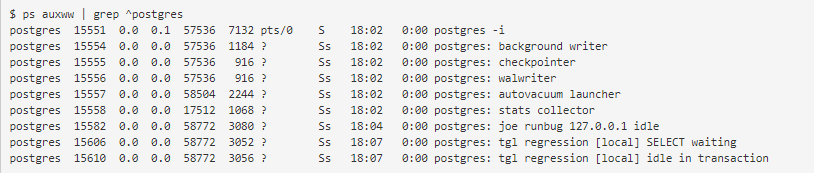 $ ps auxww | grep ^postgres
postgres  15551  0.0  0.1  57536  7132 pts/0    S    18:02   0:00 postgres -i
postgres  15554  0.0  0.0  57536  1184 ?        Ss   18:02   0:00 postgres: background writer
postgres  15555  0.0  0.0  57536   916 ?        Ss   18:02   0:00 postgres: checkpointer
postgres  15556  0.0  0.0  57536   916 ?        Ss   18:02   0:00 postgres: walwriter
postgres  15557  0.0  0.0  58504  2244 ?        Ss   18:02   0:00 postgres: autovacuum launcher
postgres  15558  0.0  0.0  17512  1068 ?        Ss   18:02   0:00 postgres: stats collector
postgres  15582  0.0  0.0  58772  3080 ?        Ss   18:04   0:00 postgres: joe runbug 127.0.0.1 idle
postgres  15606  0.0  0.0  58772  3052 ?        Ss   18:07   0:00 postgres: tgl regression [local] SELECT waiting
postgres  15610  0.0  0.0  58772  3056 ?        Ss   18:07   0:00 postgres: tgl regression [local] idle in transaction